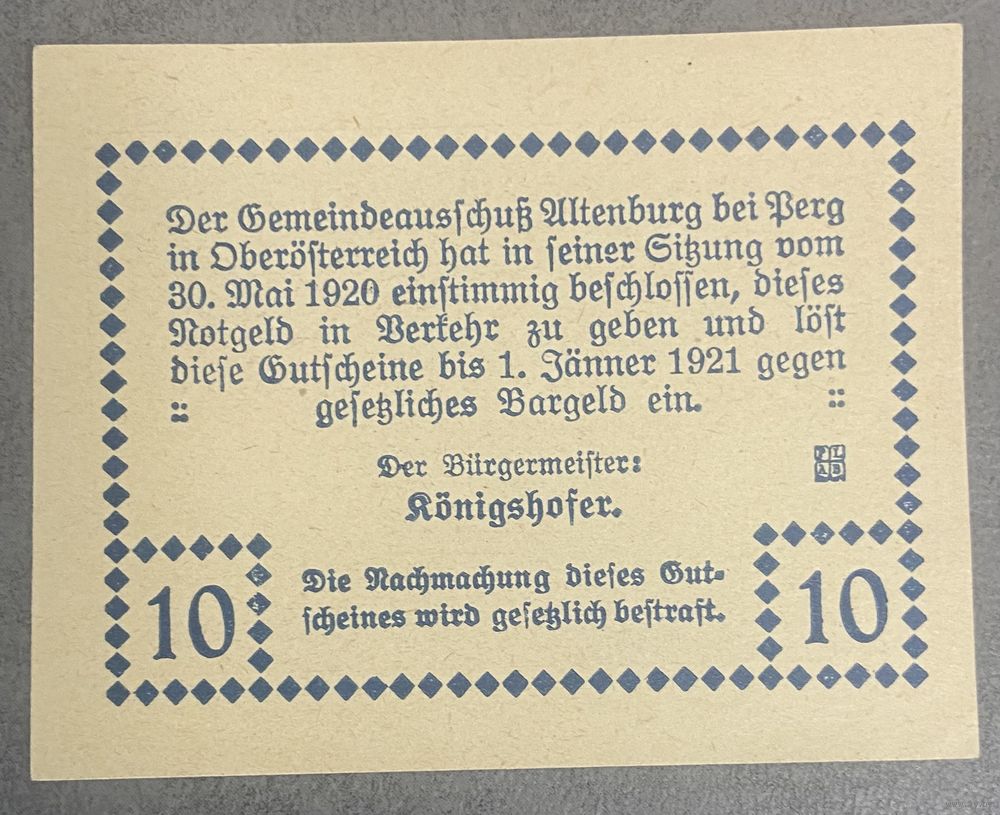 Der Gemeindeausschuß Altenburg bei Perg
in Oberösterreich hat in seiner Sitzung vom
30. Mai 1920 einstimmig beschlossen, dieses
Notgeld in Verkehr zu geben und löst
diese Gutscheine bis 1. Jänner 1921 gegen
:: gesetzliches Bargeld ein. ::
Der Bürgermeister:
Königshofer.
Die Nachmachung dieses Gut-
scheines wird gesetzlich bestraft.
10
10